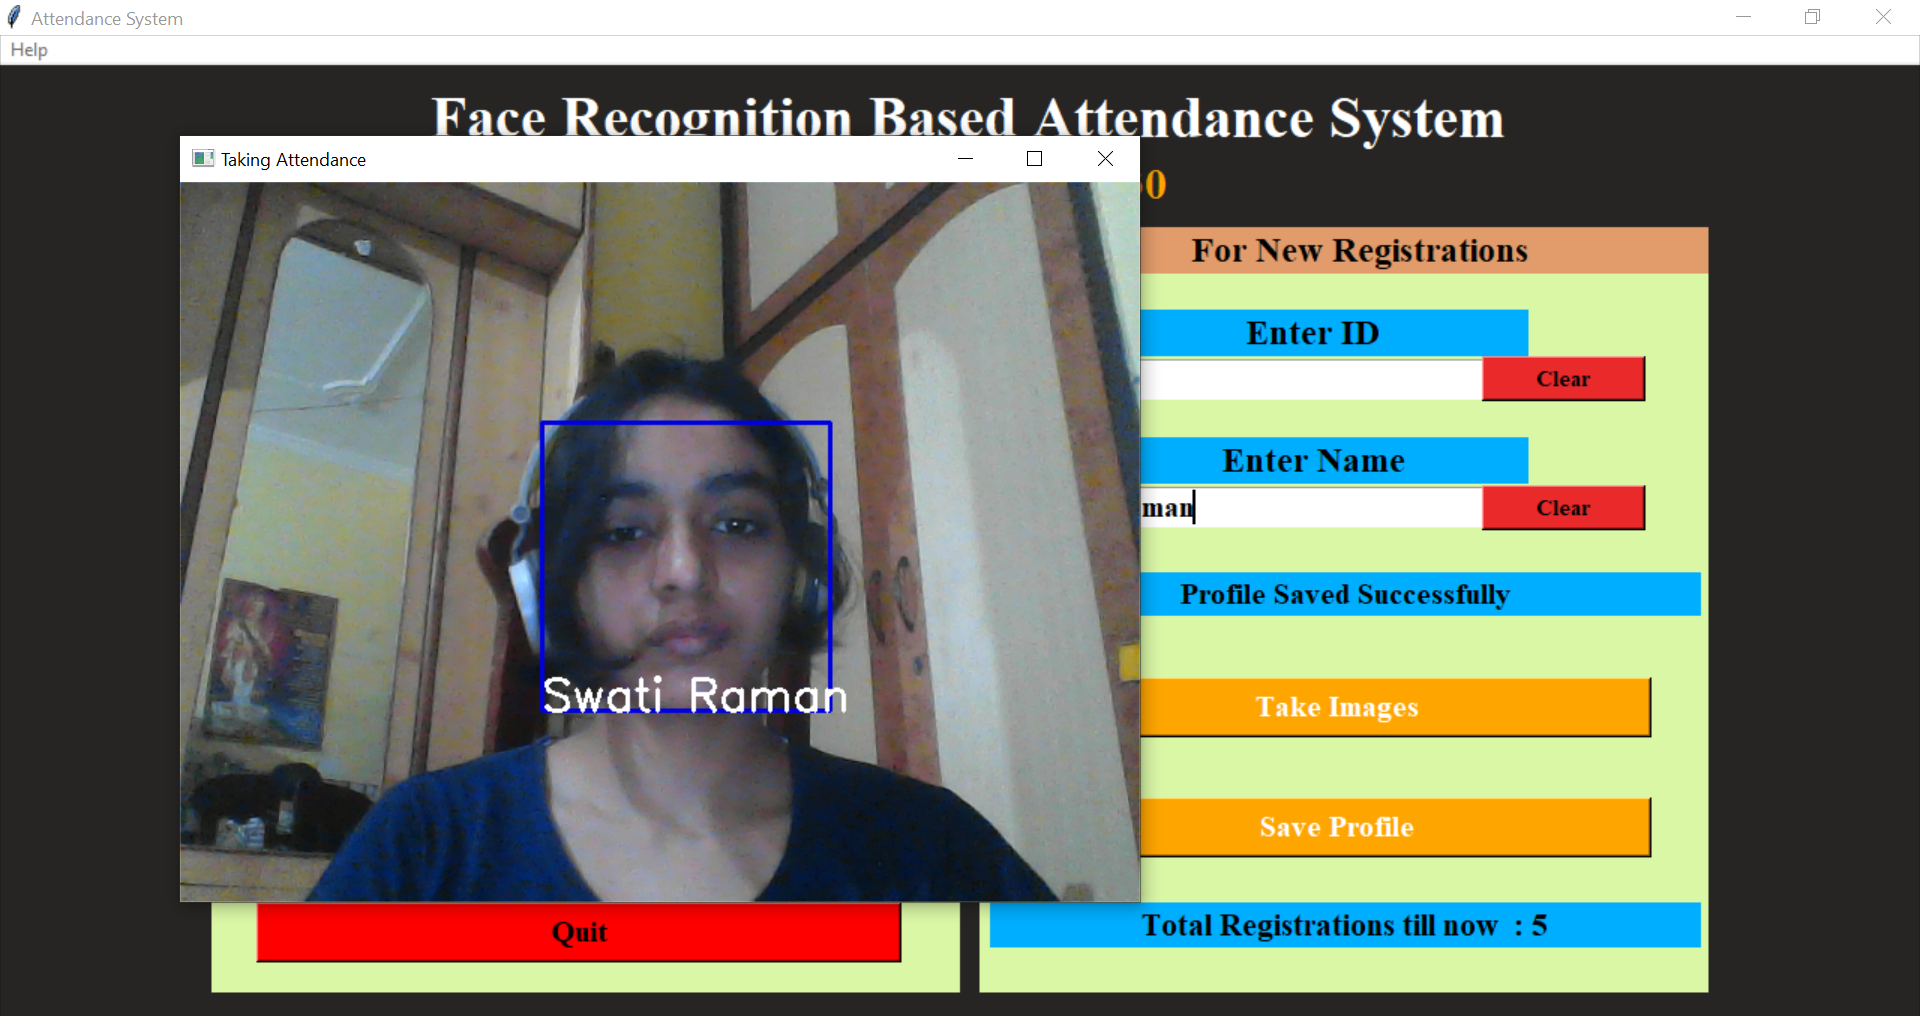 Attendance System
Help
Face Recognition Based Attendance System
Taking Attendance
0
For New Registrations
Enter ID
Clear
Enter Name
man
Clear
Profile Saved Successfully
Swati Raman
Take Images
Save Profile
Quit
Total Registrations till now : 5